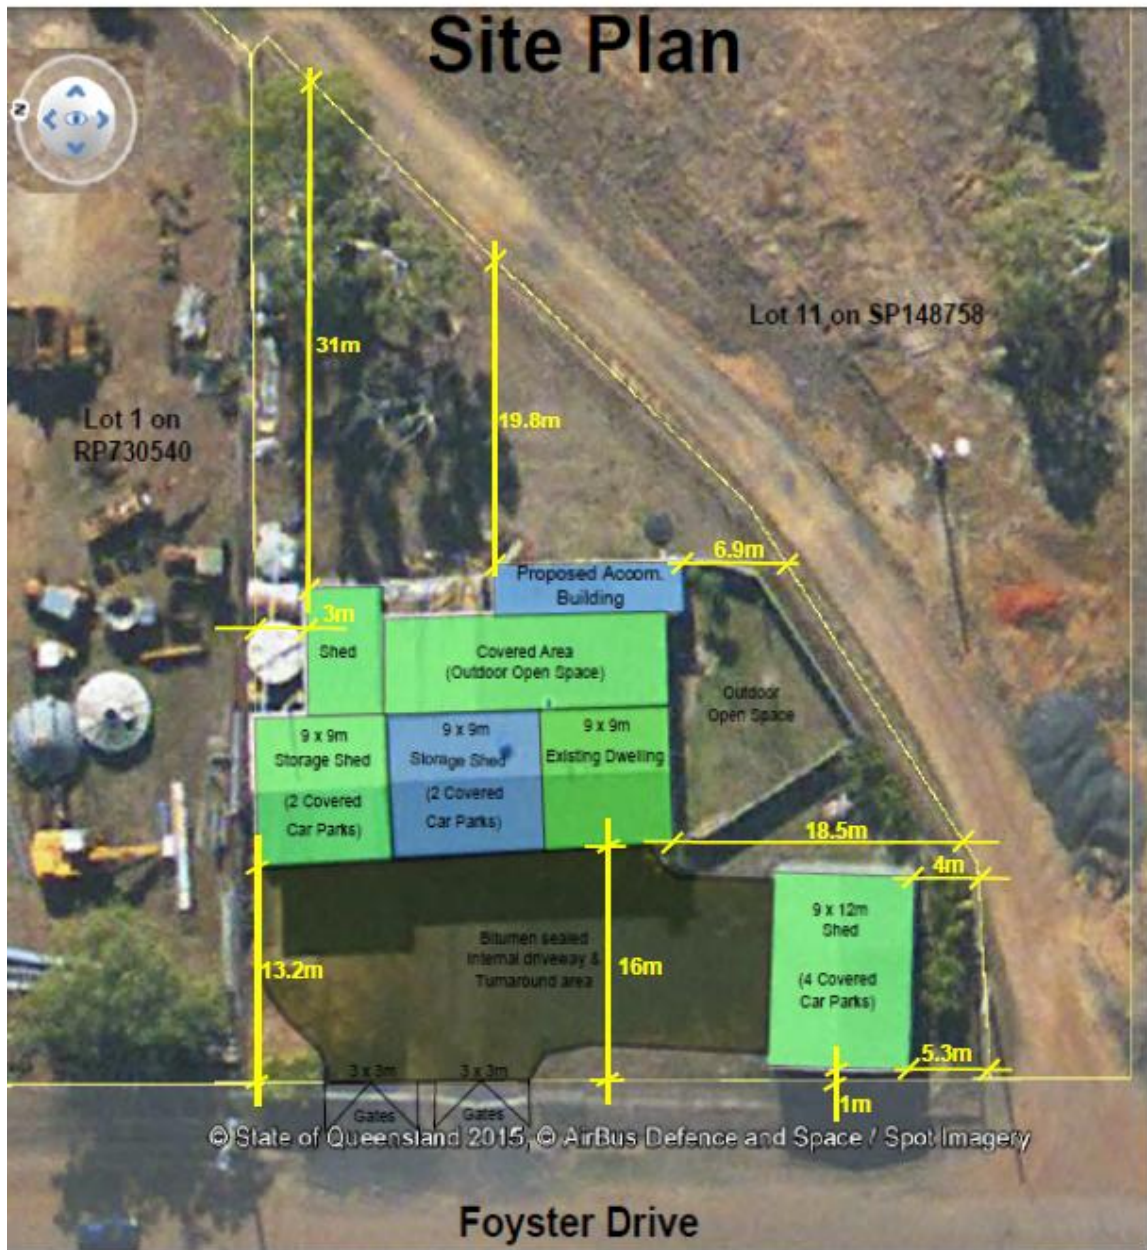 Site Plan
N
31m
Lot 11 on SP148758
Lot 1 on
RP730540
19.8m
6.9m
Proposed Accom.
Building
3m
Shed
Covered Area
(Outdoor Open Space)
Outdoor
Open Space
9 x 9m
Storage Shed
(2 Covered
Car Parks)
9 x 9m
Storage Shed
(2 Covered
Car Parks)
9 x 9m
Existing Dwelling
18.5m
4m
9 x 12m
Shed
(4 Covered
Car Parks)
Bitumen sealed
Internal driveway &
Turnaround area
13.2m
16m
5.3m
3 x 3m
Gates
3 x 3m
Gates
1m
© State of Queensland 2015, © AirBus Defence and Space / Spot Imagery
Foyster Drive